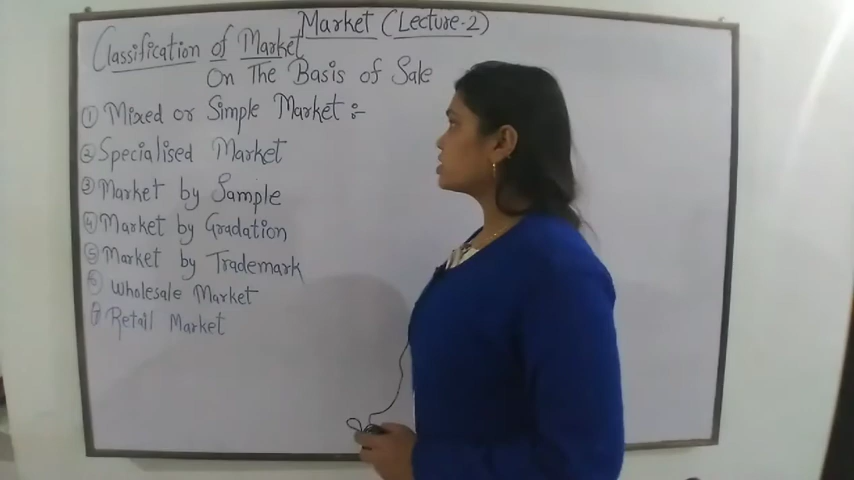 Market (Lecture-2)
Classification of Market
On The Basis of Sale
① Mixed or Simple Market :-
② Specialised Market
③ Market by Sample
④ Market by Gradation
⑤ Market by Trademark
⑥ Wholesale Market
⑦ Retail Market